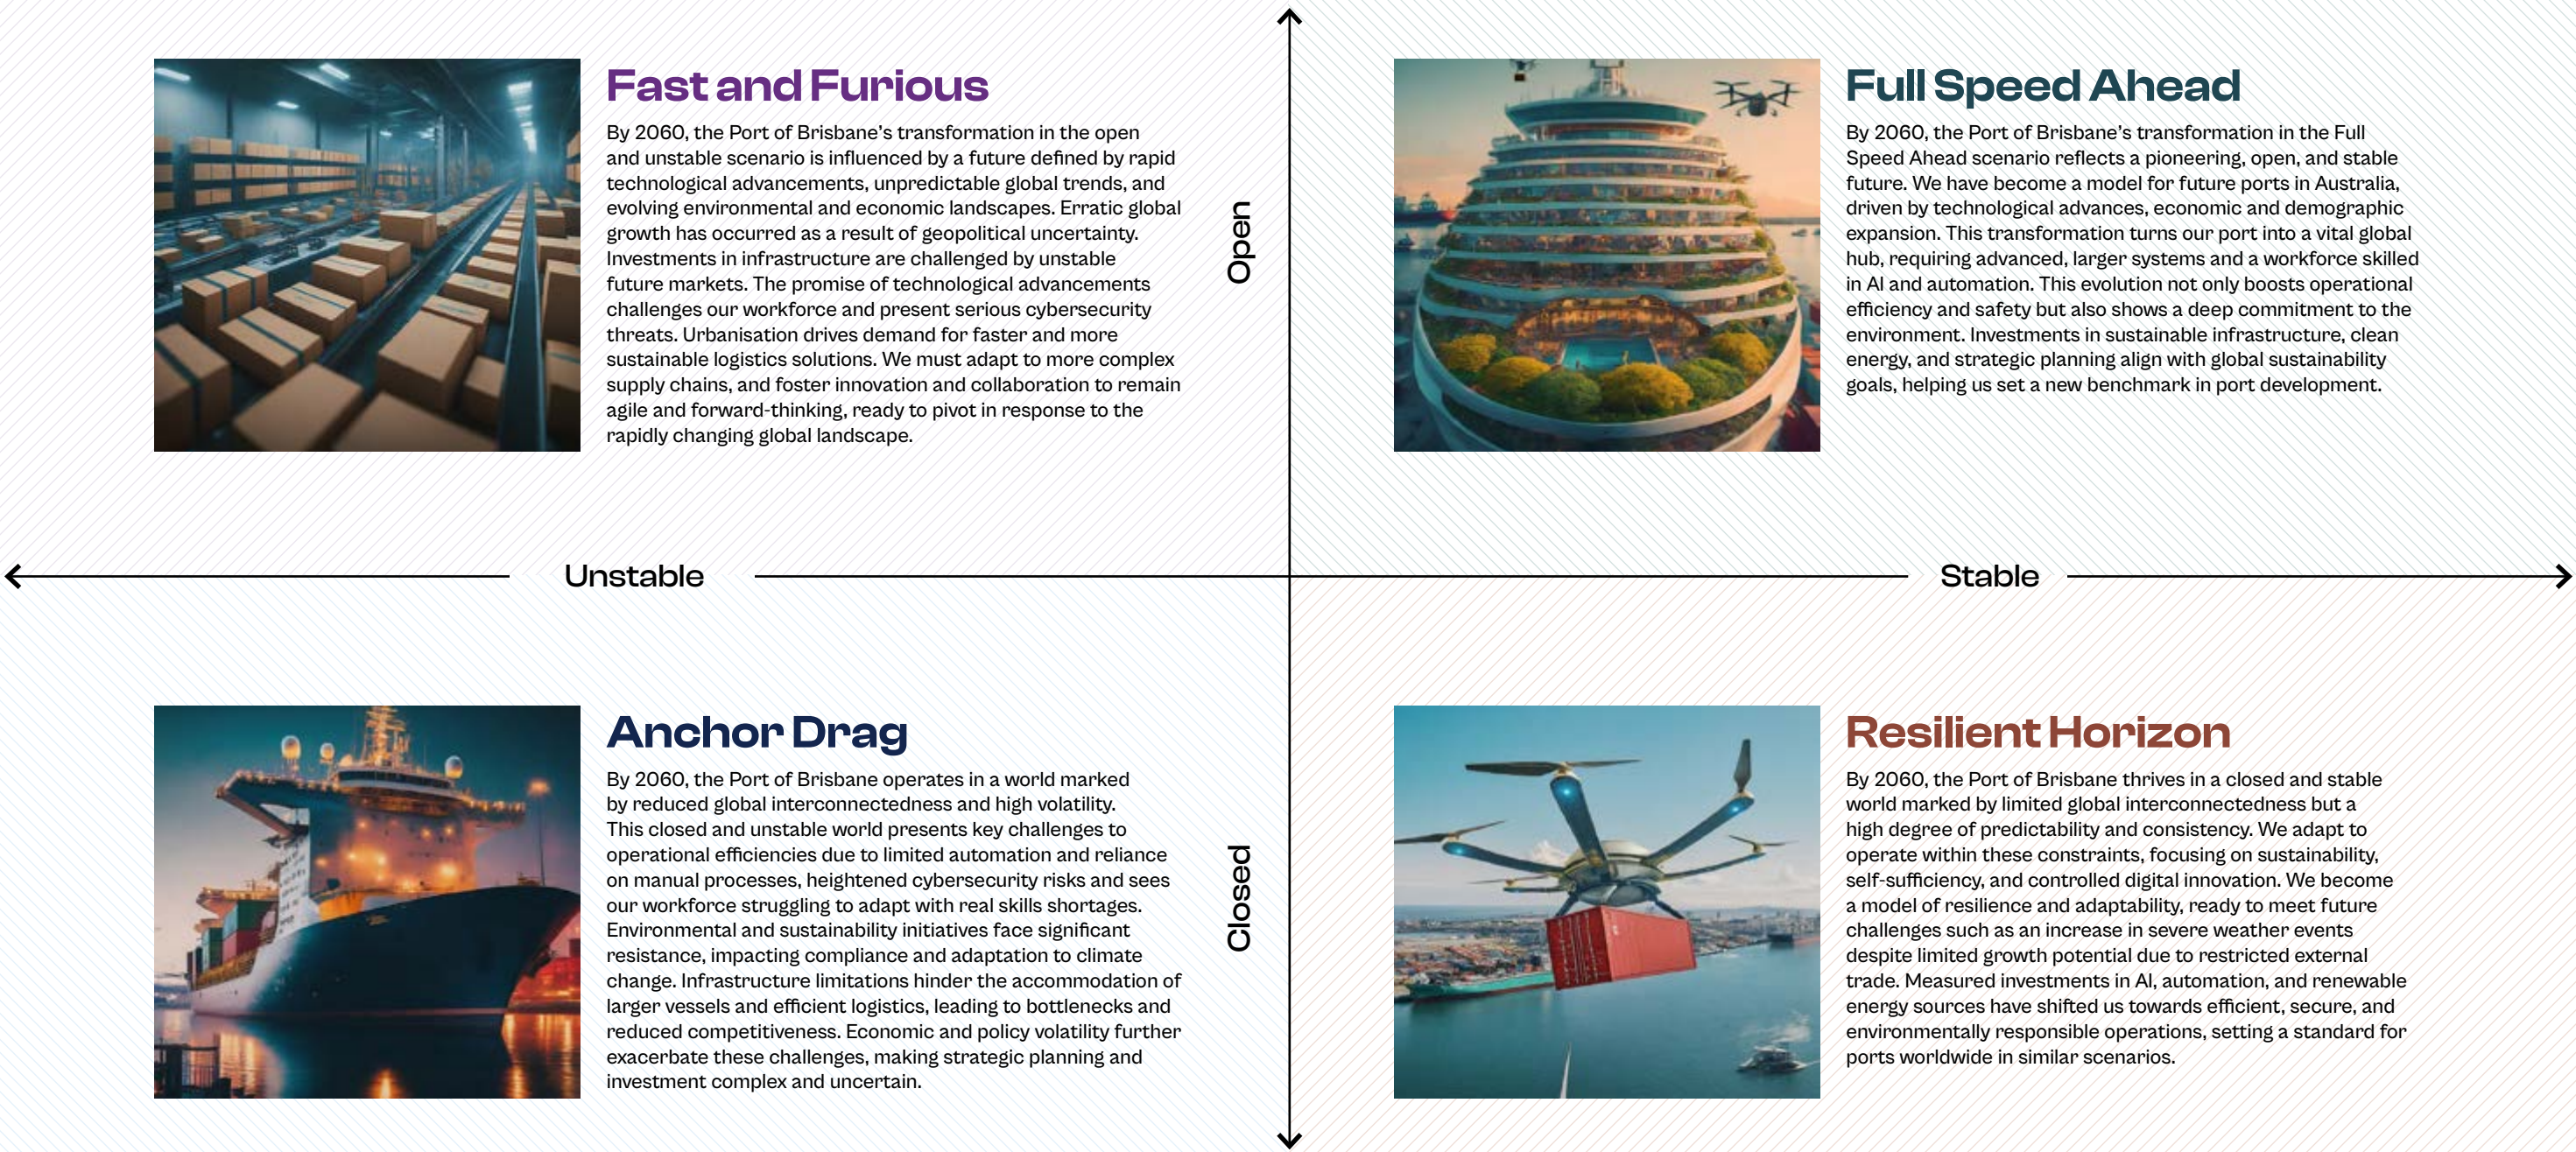 Fast and Furious
By 2060, the Port of Brisbane’s transformation in the open
and unstable scenario is influenced by a future defined by rapid
technological advancements, unpredictable global trends, and
evolving environmental and economic landscapes. Erratic global
growth has occurred as a result of geopolitical uncertainty.
Investments in infrastructure are challenged by unstable
future markets. The promise of technological advancements
challenges our workforce and present serious cybersecurity
threats. Urbanisation drives demand for faster and more
sustainable logistics solutions. We must adapt to more complex
supply chains, and foster innovation and collaboration to remain
agile and forward-thinking, ready to pivot in response to the
rapidly changing global landscape.
Open
Full Speed Ahead
By 2060, the Port of Brisbane’s transformation in the Full
Speed Ahead scenario reflects a pioneering, open, and stable
future. We have become a model for future ports in Australia,
driven by technological advances, economic and demographic
expansion. This transformation turns our port into a vital global
hub, requiring advanced, larger systems and a workforce skilled
in AI and automation. This evolution not only boosts operational
efficiency and safety but also shows a deep commitment to the
environment. Investments in sustainable infrastructure, clean
energy, and strategic planning align with global sustainability
goals, helping us set a new benchmark in port development.
Unstable
Stable
Anchor Drag
By 2060, the Port of Brisbane operates in a world marked
by reduced global interconnectedness and high volatility.
This closed and unstable world presents key challenges to
operational efficiencies due to limited automation and reliance
on manual processes, heightened cybersecurity risks and sees
our workforce struggling to adapt with real skills shortages.
Environmental and sustainability initiatives face significant
resistance, impacting compliance and adaptation to climate
change. Infrastructure limitations hinder the accommodation of
larger vessels and efficient logistics, leading to bottlenecks and
reduced competitiveness. Economic and policy volatility further
exacerbate these challenges, making strategic planning and
investment complex and uncertain.
Closed
Resilient Horizon
By 2060, the Port of Brisbane thrives in a closed and stable
world marked by limited global interconnectedness but a
high degree of predictability and consistency. We adapt to
operate within these constraints, focusing on sustainability,
self-sufficiency, and controlled digital innovation. We become
a model of resilience and adaptability, ready to meet future
challenges such as an increase in severe weather events
despite limited growth potential due to restricted external
trade. Measured investments in AI, automation, and renewable
energy sources have shifted us towards efficient, secure, and
environmentally responsible operations, setting a standard for
ports worldwide in similar scenarios.